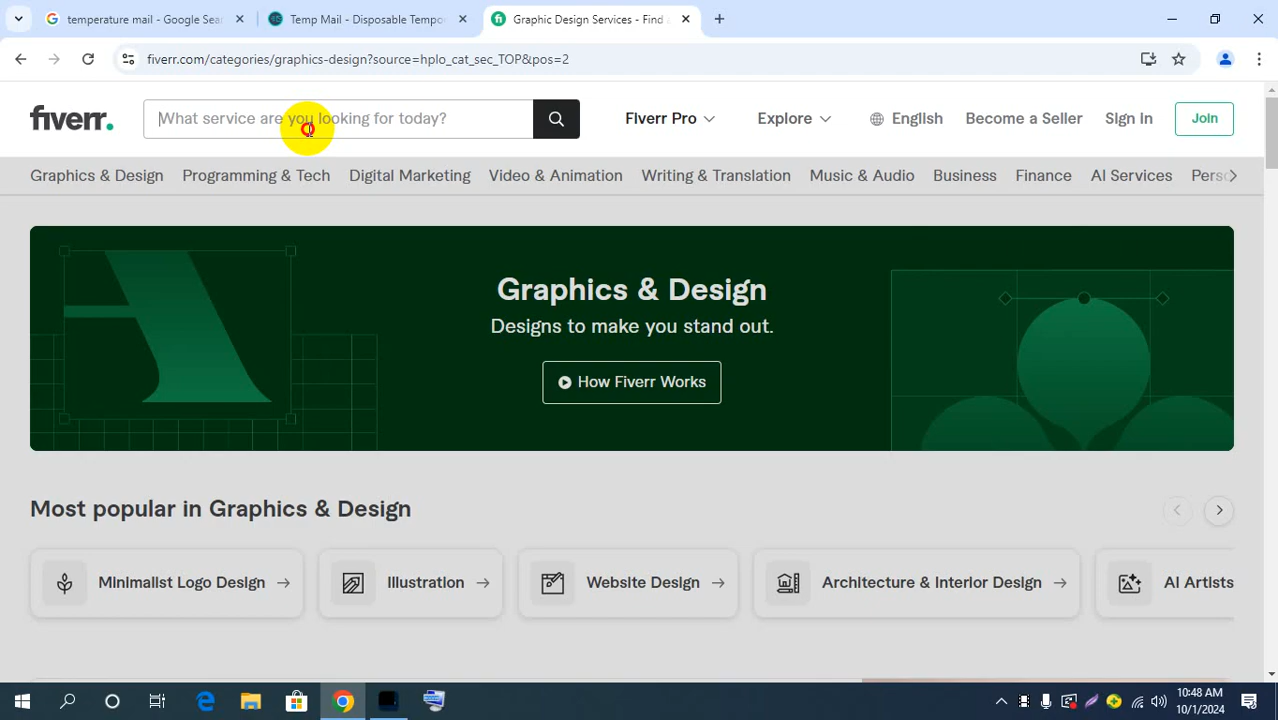 temperature mail - Google Sea
Temp Mail - Disposable Tempo
Graphic Design Services - Find
fiverr.com/categories/graphics-design?source=hplo_cat_sec_TOP&pos=2
fiverr.
What service are you looking for today?
Fiverr Pro
Explore
English
Become a Seller
Sign In
Join
Graphics & Design
Programming & Tech
Digital Marketing
Video & Animation
Writing & Translation
Music & Audio
Business
Finance
AI Services
Perso
Graphics & Design
Designs to make you stand out.
How Fiverr Works
Most popular in Graphics & Design
Minimalist Logo Design
Illustration
Website Design
Architecture & Interior Design
AI Artists
10:48 AM
10/1/2024